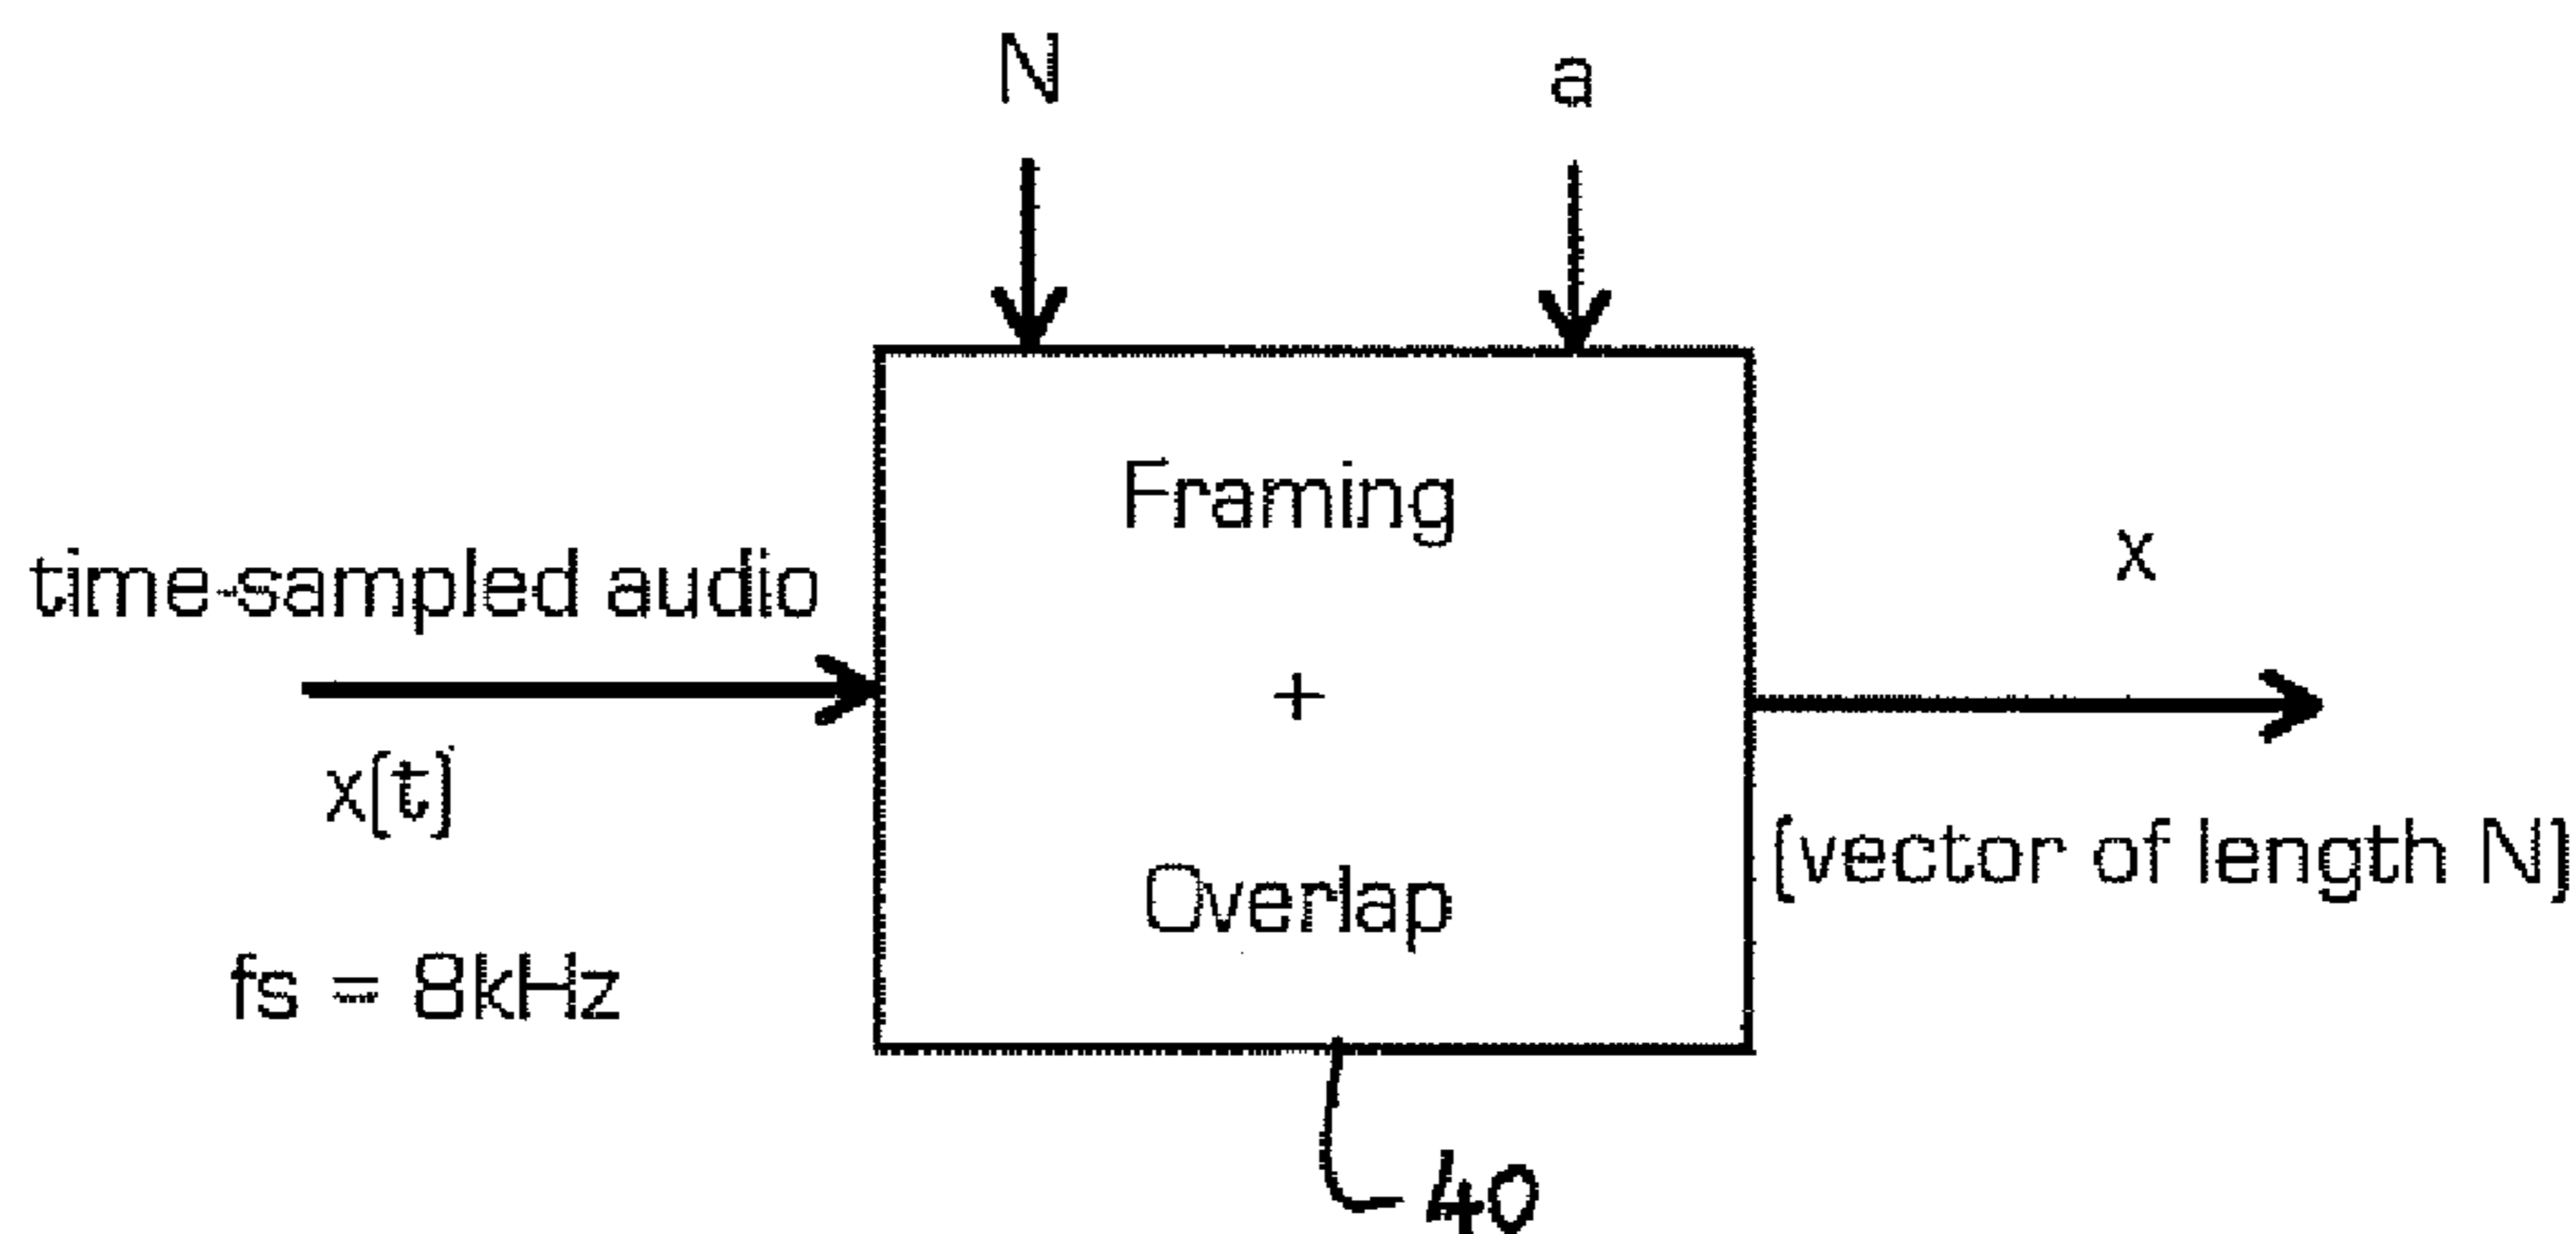 N
a
Framing
+
Overlap
time-sampled audio
x(t)
fs = 8kHz
x
(vector of length N)
40